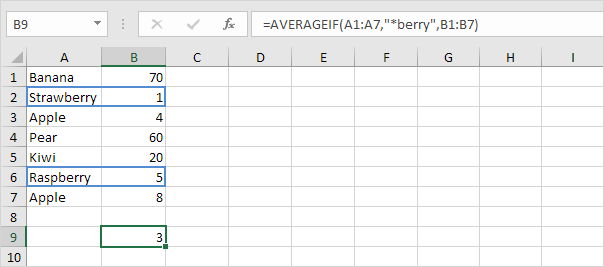 B9 fx =AVERAGEIF(A1:A7,"*berry",B1:B7)
A B C D E F G H I
1 Banana 70
2 Strawberry 1
3 Apple 4
4 Pear 60
5 Kiwi 20
6 Raspberry 5
7 Apple 8
8
9 3
10